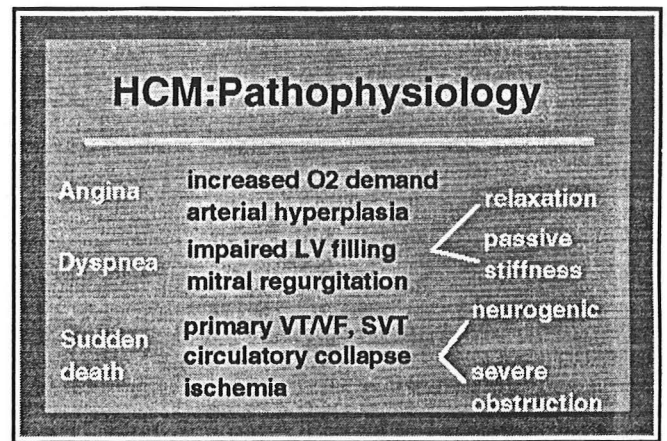 HCM:Pathophysiology
Angina
increased O2 demand
arterial hyperplasia
Dyspnea
impaired LV filling
mitral regurgitation
relaxation
passive
stiffness
Sudden
death
primary VT/VF, SVT
circulatory collapse
ischemia
neurogenic
severe
obstruction